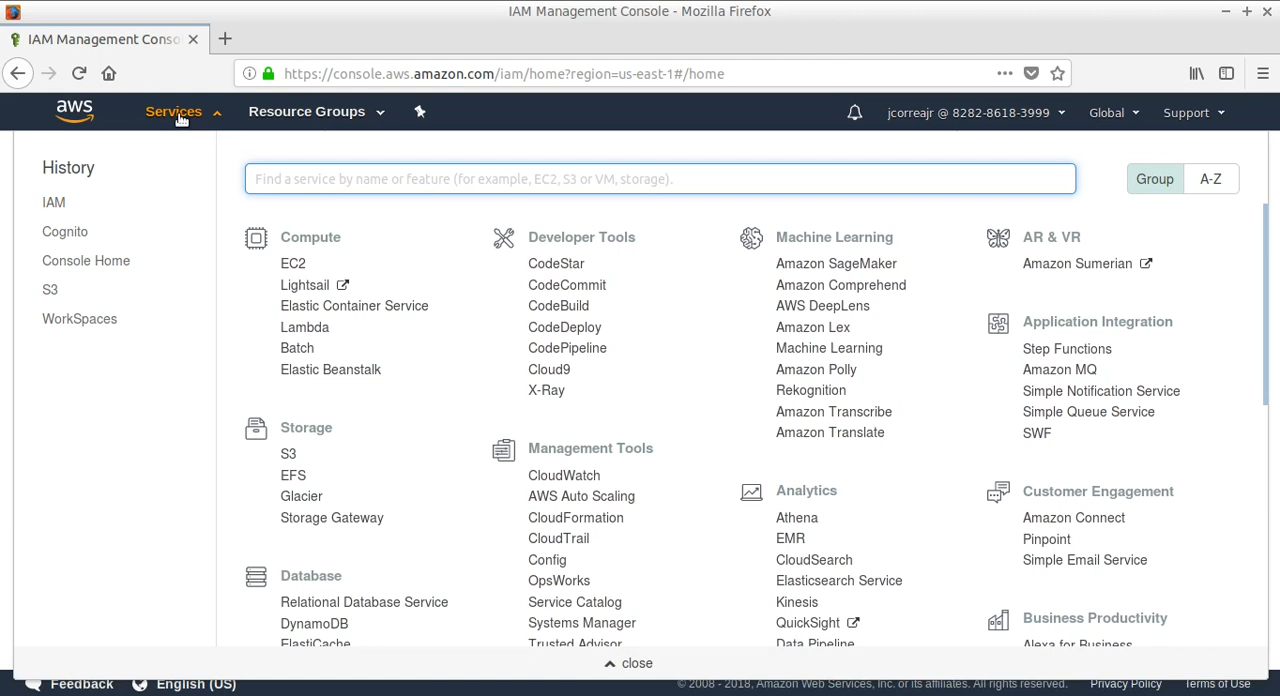 IAM Management Console - Mozilla Firefox
IAM Management Conso
https://console.aws.amazon.com/iam/home?region=us-east-1#/home
aws
Services
Resource Groups
jcorreajr @ 8282-8618-3999
Global
Support
History
IAM
Cognito
Console Home
S3
WorkSpaces
Find a service by name or feature (for example, EC2, S3 or VM, storage).
Group
A-Z
Compute
EC2
Lightsail
Elastic Container Service
Lambda
Batch
Elastic Beanstalk
Storage
S3
EFS
Glacier
Storage Gateway
Database
Relational Database Service
DynamoDB
ElastiCache
Developer Tools
CodeStar
CodeCommit
CodeBuild
CodeDeploy
CodePipeline
Cloud9
X-Ray
Management Tools
CloudWatch
AWS Auto Scaling
CloudFormation
CloudTrail
Config
OpsWorks
Service Catalog
Systems Manager
Trusted Advisor
Machine Learning
Amazon SageMaker
Amazon Comprehend
AWS DeepLens
Amazon Lex
Machine Learning
Amazon Polly
Rekognition
Amazon Transcribe
Amazon Translate
Analytics
Athena
EMR
CloudSearch
Elasticsearch Service
Kinesis
QuickSight
Data Pipeline
AR & VR
Amazon Sumerian
Application Integration
Step Functions
Amazon MQ
Simple Notification Service
Simple Queue Service
SWF
Customer Engagement
Amazon Connect
Pinpoint
Simple Email Service
Business Productivity
Alexa for Business
close
Feedback
English (US)
© 2008 - 2018, Amazon Web Services, Inc. or its affiliates. All rights reserved.
Privacy Policy
Terms of Use